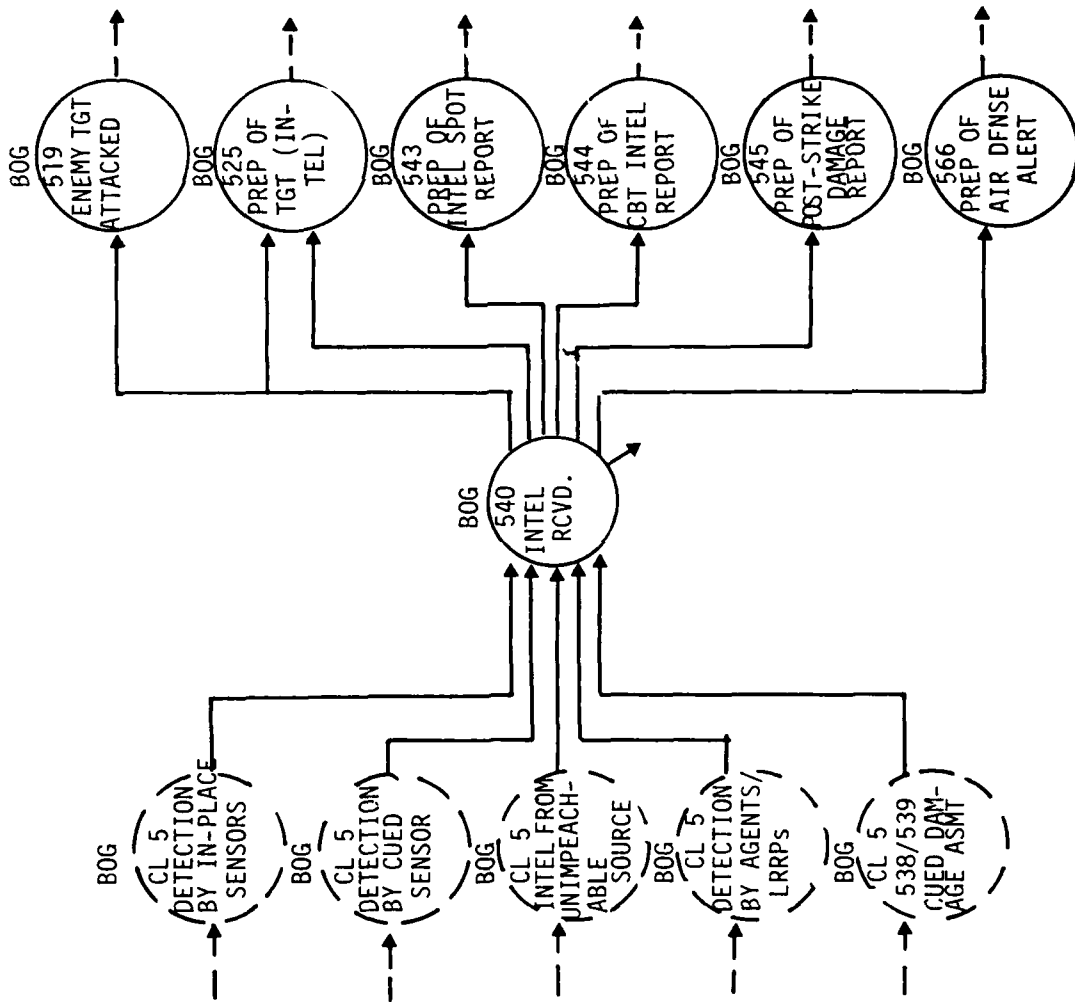 BOG
CL 5
DETECTION
BY IN-PLACE
SENSORS
BOG
CL 5
DETECTION
BY CUED
SENSOR
BOG
CL 5
INTEL FROM
UNIMPEACH-
ABLE
SOURCE
BOG
CL 5
DETECTION
BY AGENTS/
LRRPs
BOG
CL 5
538/539
CUED DAM-
AGE ASMT
BOG
540
INTEL
RCVD.
BOG
519
ENEMY TGT
ATTACKED
BOG
525
PREP OF
TGT (IN-
TEL)
BOG
543
PREP OF
INTEL SPOT
REPORT
BOG
544
PREP OF
CBT INTEL
REPORT
BOG
545
PREP OF
POST-STRIKE
DAMAGE
REPORT
BOG
566
PREP OF
AIR DFNSE
ALERT